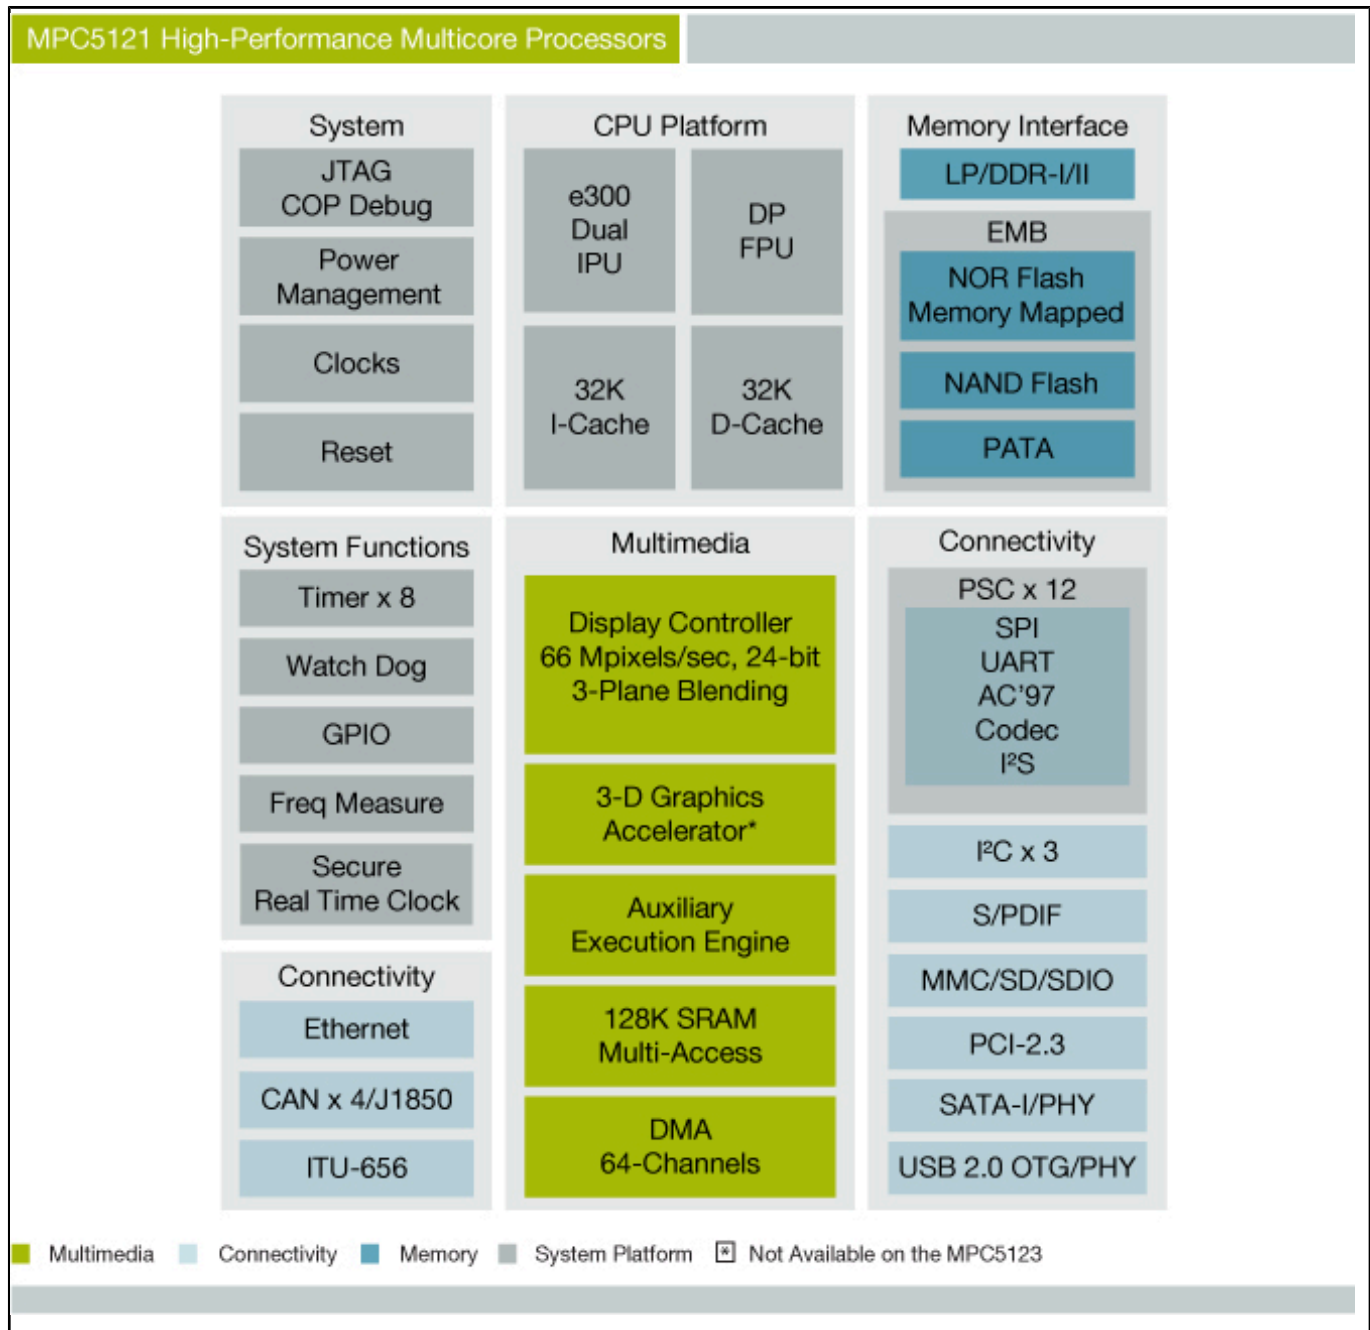 MPC5121 High-Performance Multicore Processors
System
JTAG
COP Debug
Power
Management
Clocks
Reset
CPU Platform
e300
Dual
IPU
DP
FPU
32K
I-Cache
32K
D-Cache
Memory Interface
LP/DDR-I/II
EMB
NOR Flash
Memory Mapped
NAND Flash
PATA
System Functions
Timer x 8
Watch Dog
GPIO
Freq Measure
Secure
Real Time Clock
Connectivity
Ethernet
CAN x 4/J1850
ITU-656
Multimedia
Display Controller
66 Mpixels/sec, 24-bit
3-Plane Blending
3-D Graphics
Accelerator*
Auxiliary
Execution Engine
128K SRAM
Multi-Access
DMA
64-Channels
Connectivity
PSC x 12
SPI
UART
AC’97
Codec
I²S
I²C x 3
S/PDIF
MMC/SD/SDIO
PCI-2.3
SATA-I/PHY
USB 2.0 OTG/PHY
Multimedia Connectivity Memory System Platform * Not Available on the MPC5123